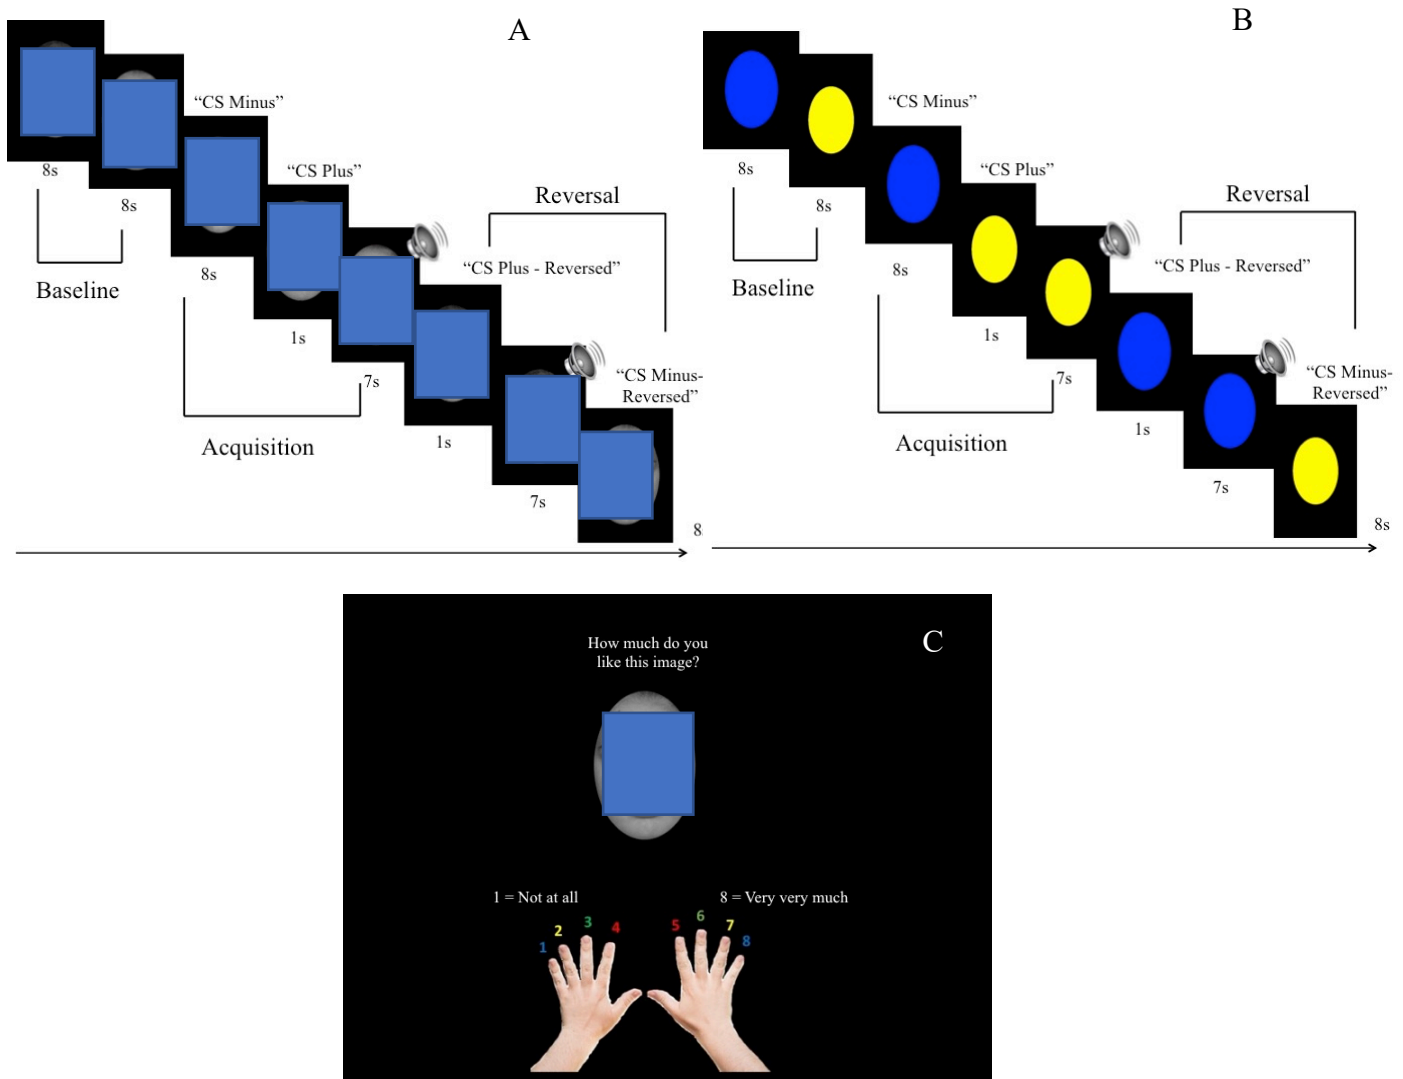 A
“CS Minus”
8s
“CS Plus”
8s
Baseline
8s
Reversal
“CS Plus - Reversed”
1s
7s
“CS Minus-
Reversed”
Acquisition
1s
7s
8
B
“CS Minus”
8s
“CS Plus”
8s
Baseline
8s
Reversal
“CS Plus - Reversed”
1s
7s
“CS Minus-
Reversed”
Acquisition
1s
7s
8s
C
How much do you
like this image?
1 = Not at all
8 = Very very much
1 2 3 4 5 6 7 8